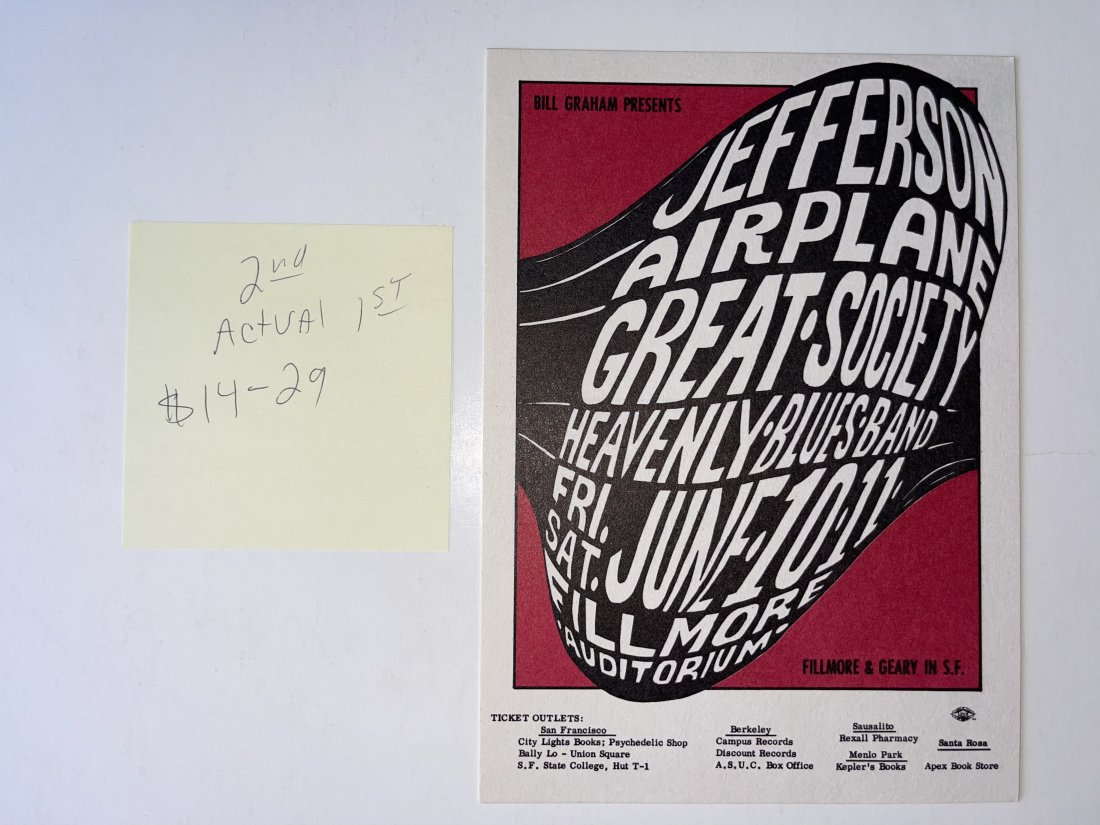 2nd
Actual 1st
$14-29
BILL GRAHAM PRESENTS
JEFFERSON
AIRPLANE
GREAT·SOCIETY
HEAVENLY·BLUES·BAND
FRI.
SAT. JUNE·10·11·
FILLMORE
·AUDITORIUM·
FILLMORE & GEARY IN S.F.
TICKET OUTLETS:
San Francisco
City Lights Books; Psychedelic Shop
Bally Lo - Union Square
S.F. State College, Hut T-1
Berkeley
Campus Records
Discount Records
A.S.U.C. Box Office
Sausalito
Rexall Pharmacy
Menlo Park
Kepler's Books
Santa Rosa
Apex Book Store